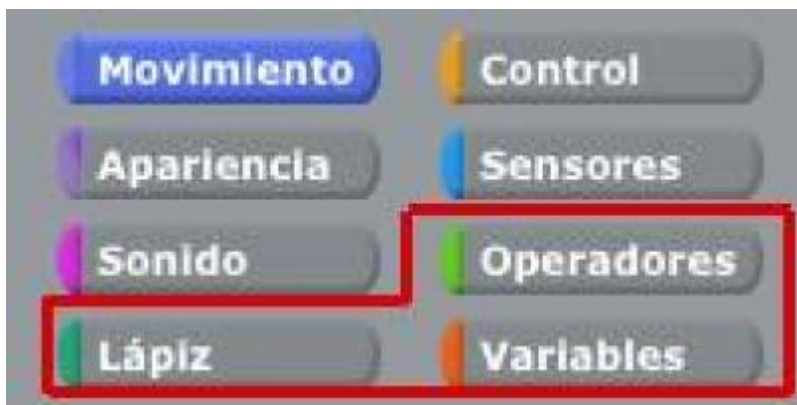 Movimiento Control
Apariencia Sensores
Sonido Operadores
Lápiz Variables